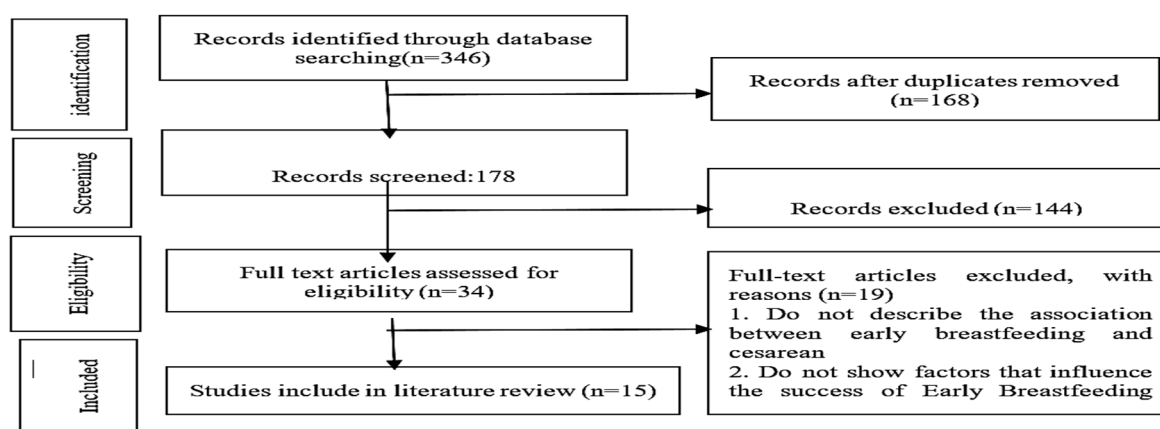 identification
Records identified through database
searching(n=346)
Records after duplicates removed
(n=168)
Screening
Records screened:178
Records excluded (n=144)
Eligibility
Full text articles assessed for
eligibility (n=34)
Full-text articles excluded, with
reasons (n=19)
1. Do not describe the association
between early breastfeeding and
cesarean
2. Do not show factors that influence
the success of Early Breastfeeding
Included
Studies include in literature review (n=15)